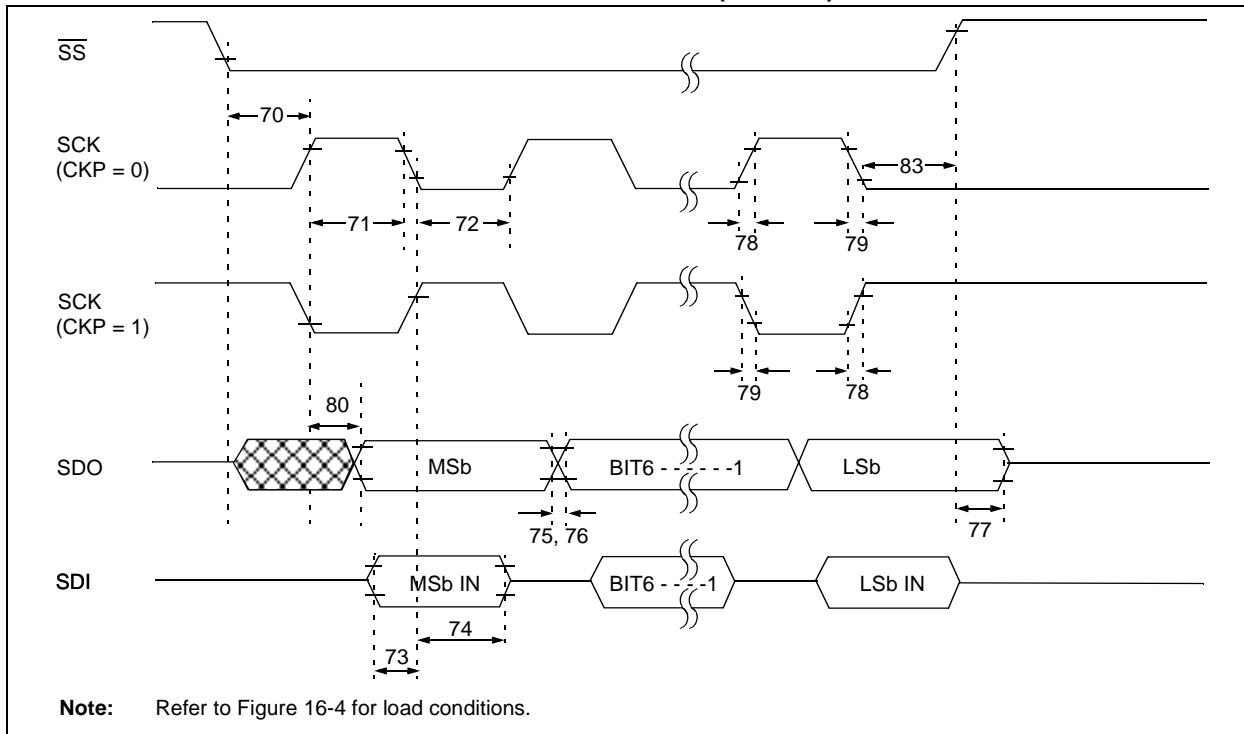 SS
70
SCK
(CKP = 0)
83
71
72
78
79
SCK
(CKP = 1)
79
78
80
SDO
MSb
BIT6 - - - - - -1
LSb
75, 76
77
SDI
MSb IN
BIT6 - - - -1
LSb IN
74
73
Note: Refer to Figure 16-4 for load conditions.